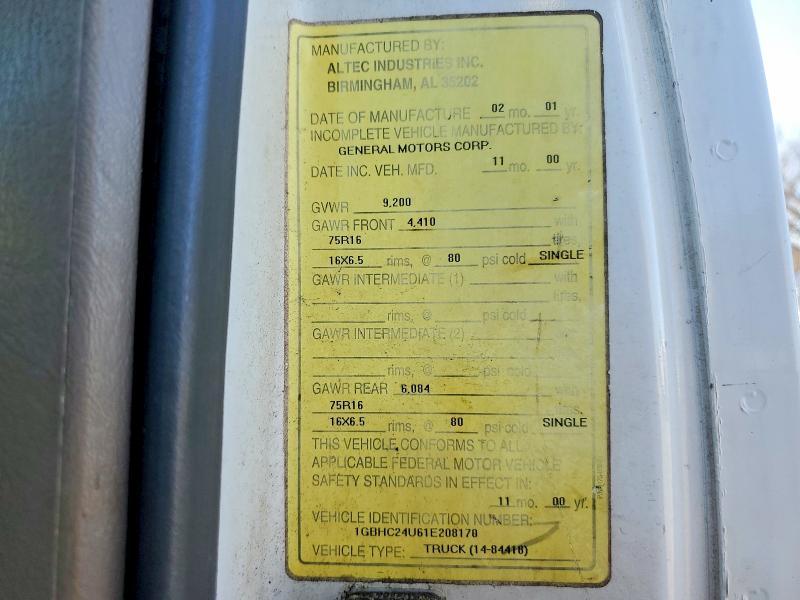 MANUFACTURED BY:
ALTEC INDUSTRIES INC.
BIRMINGHAM, AL 35202
DATE OF MANUFACTURE 02 mo. 01 yr.
INCOMPLETE VEHICLE MANUFACTURED BY:
GENERAL MOTORS CORP.
DATE INC. VEH. MFD. 11 mo. 00 yr.
GVWR 9,200
GAWR FRONT 4,410 with
75R16 tires,
16X6.5 rims, @ 80 psi cold SINGLE
GAWR INTERMEDIATE (1) with
tires,
rims, @ psi cold
GAWR INTERMEDIATE (2)
rims, @ psi cold
GAWR REAR 6,084 with
75R16 tires,
16X6.5 rims, @ 80 psi cold SINGLE
THIS VEHICLE CONFORMS TO ALL
APPLICABLE FEDERAL MOTOR VEHICLE
SAFETY STANDARDS IN EFFECT IN:
11 mo. 00 yr.
VEHICLE IDENTIFICATION NUMBER:
1GBHC24U61E208170
VEHICLE TYPE: TRUCK (14-84418)